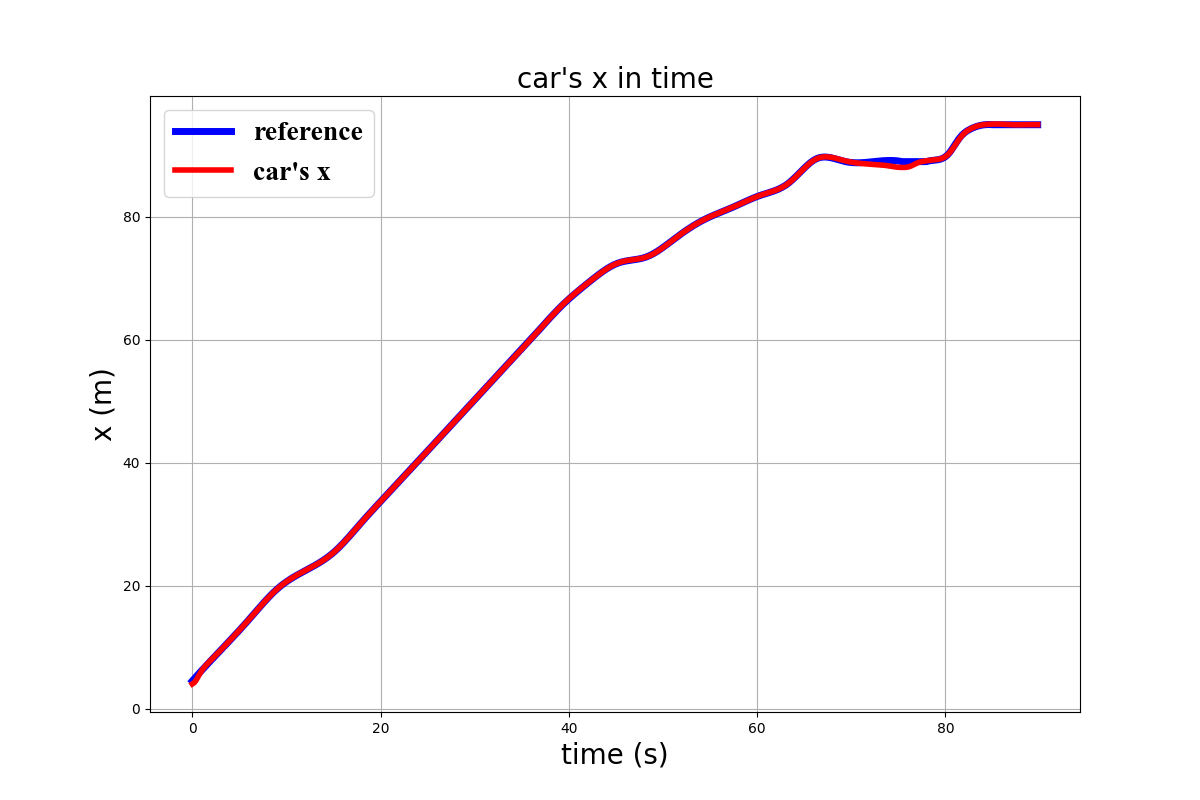 car's x in time
reference
car's x
80
60
40
20
0
x (m)
0 20 40 60 80
time (s)